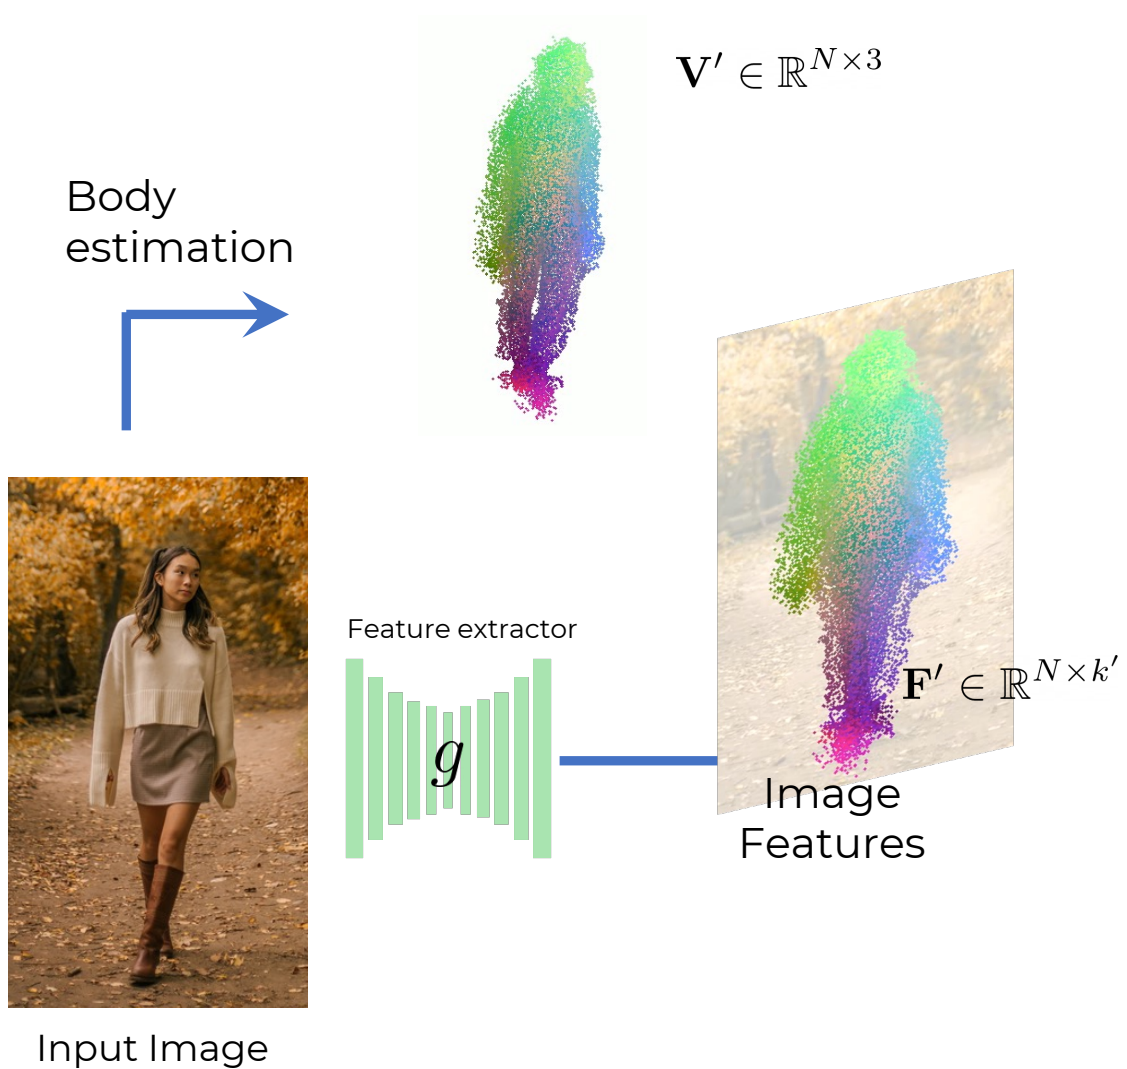 V′ ∈ ℝ^{N×3}
Body
estimation
Feature extractor
g
F′ ∈ ℝ^{N×k′}
Image
Features
Input Image